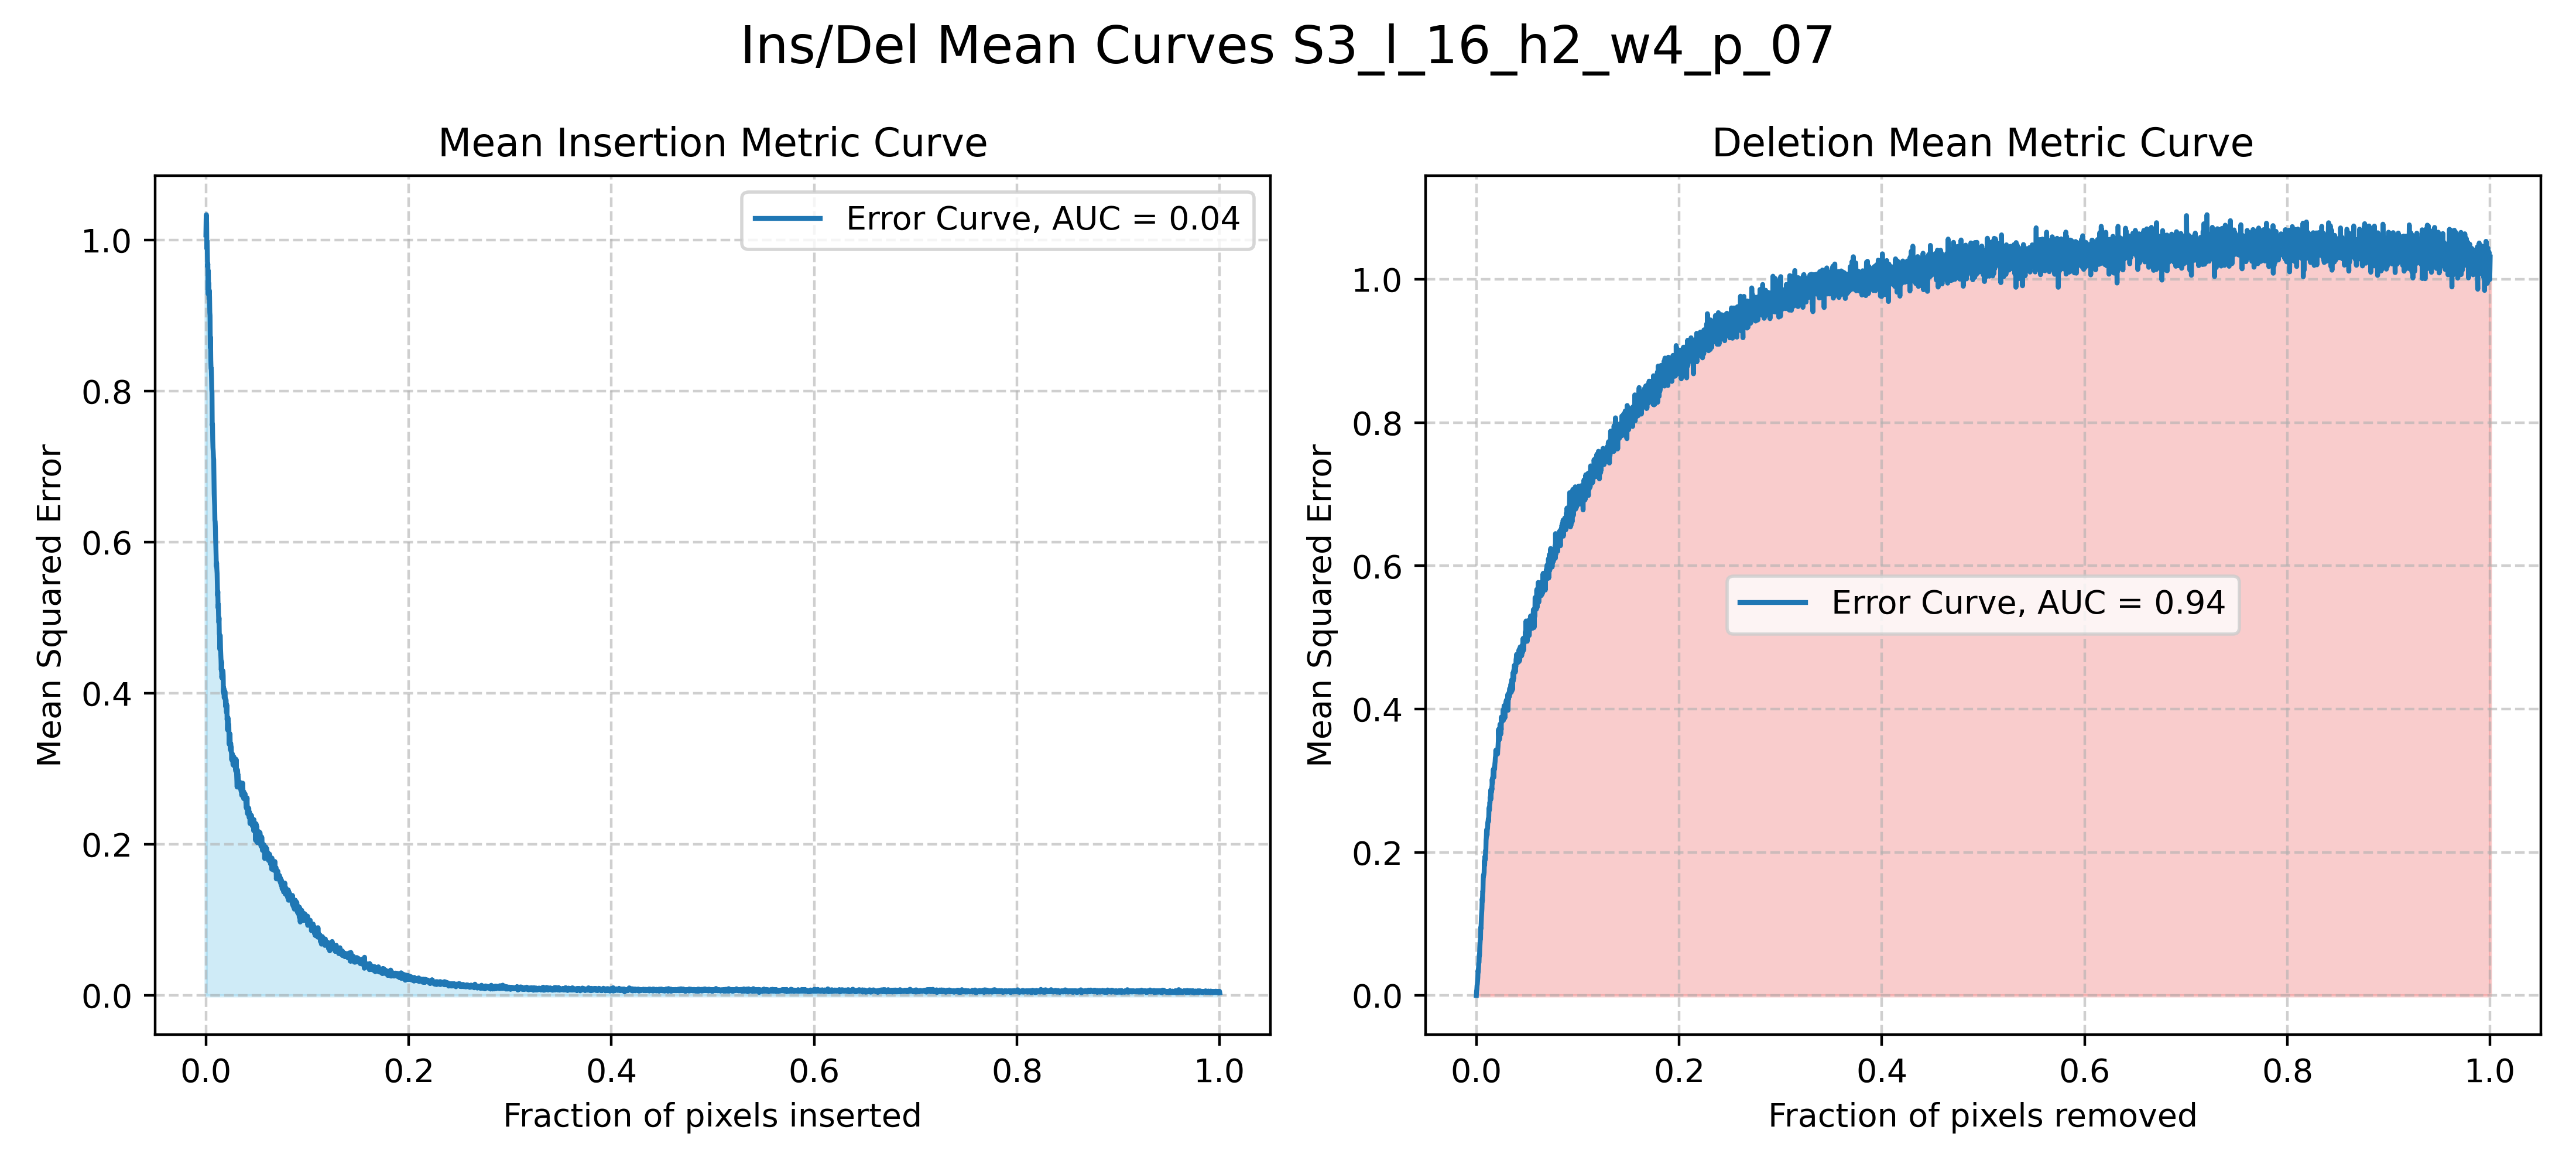 Ins/Del Mean Curves S3_l_16_h2_w4_p_07
Mean Insertion Metric Curve
Error Curve, AUC = 0.04
Mean Squared Error
1.0
0.8
0.6
0.4
0.2
0.0
0.0 0.2 0.4 0.6 0.8 1.0
Fraction of pixels inserted
Deletion Mean Metric Curve
Error Curve, AUC = 0.94
Mean Squared Error
1.0
0.8
0.6
0.4
0.2
0.0
0.0 0.2 0.4 0.6 0.8 1.0
Fraction of pixels removed